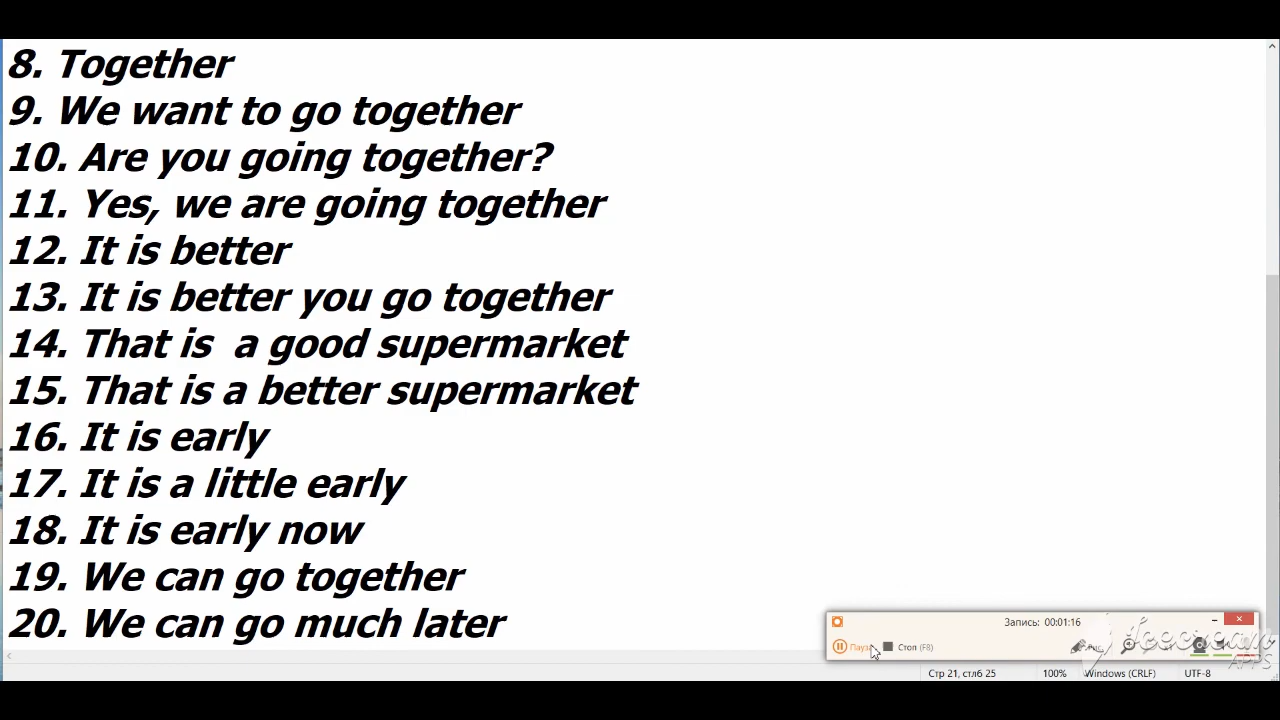 8. Together
9. We want to go together
10. Are you going together?
11. Yes, we are going together
12. It is better
13. It is better you go together
14. That is  a good supermarket
15. That is a better supermarket
16. It is early
17. It is a little early
18. It is early now
19. We can go together
20. We can go much later
Запись: 00:01:16
Стоп (F8)
Icecream
APPS
Стр 21, стлб 25
100%
Windows (CRLF)
UTF-8